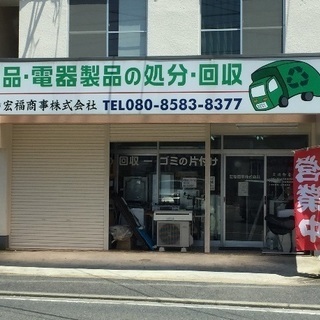 品・電器製品の処分・回収
宏福商事株式会社 TEL080-8583-8377
回収 ー ゴミの片付け
営業中